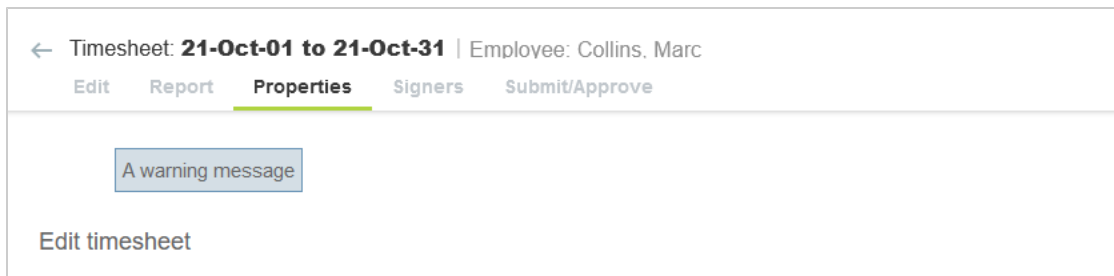 ← Timesheet: 21-Oct-01 to 21-Oct-31 | Employee: Collins, Marc
Edit Report Properties Signers Submit/Approve
A warning message
Edit timesheet